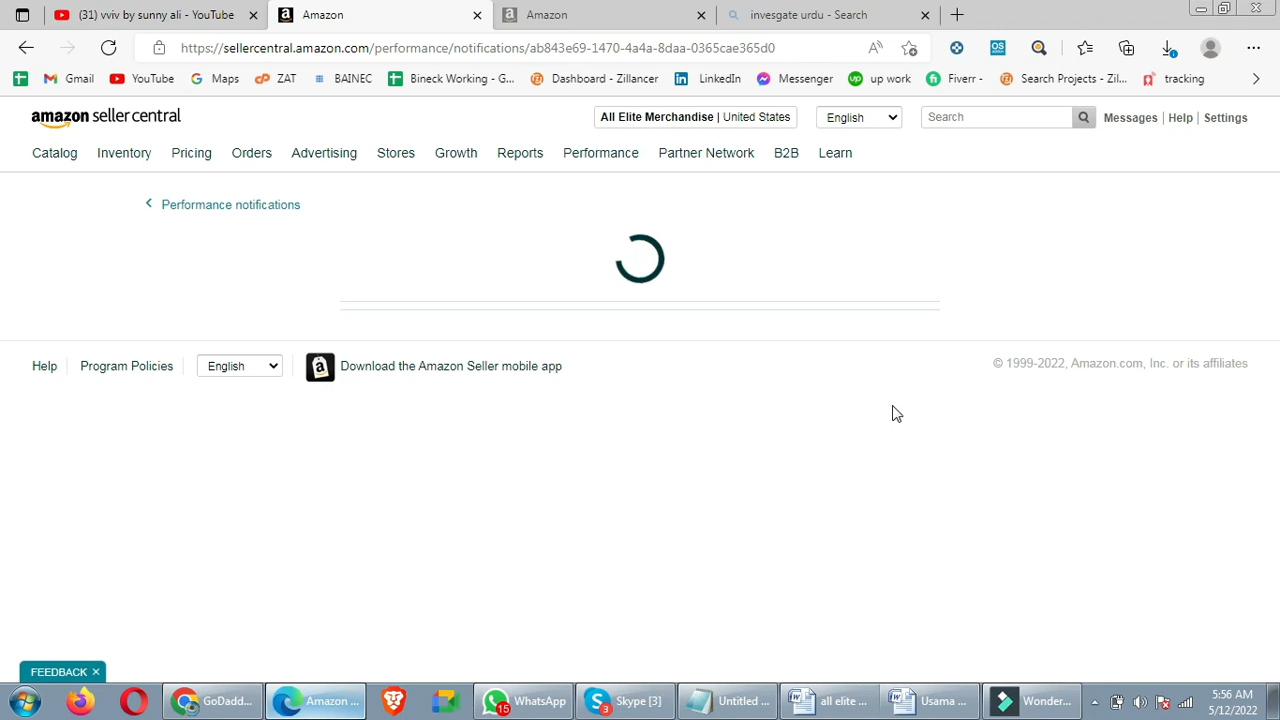 (31) vviv by sunny ali - YouTube
Amazon
Amazon
invesgate urdu - Search
https://sellercentral.amazon.com/performance/notifications/ab843e69-1470-4a4a-8daa-0365cae365d0
Gmail YouTube Maps ZAT BAINEC Bineck Working - G... Dashboard - Zillancer LinkedIn Messenger up work Fiverr - Search Projects - Zil... tracking
amazon seller central
All Elite Merchandise | United States
English
Search
Messages | Help | Settings
Catalog Inventory Pricing Orders Advertising Stores Growth Reports Performance Partner Network B2B Learn
Performance notifications
Help Program Policies English Download the Amazon Seller mobile app
© 1999-2022, Amazon.com, Inc. or its affiliates
FEEDBACK ×
GoDadd... Amazon ... 15 WhatsApp 3 Skype [3] Untitled ... all elite ... Usama ... Wonder...
5:56 AM
5/12/2022